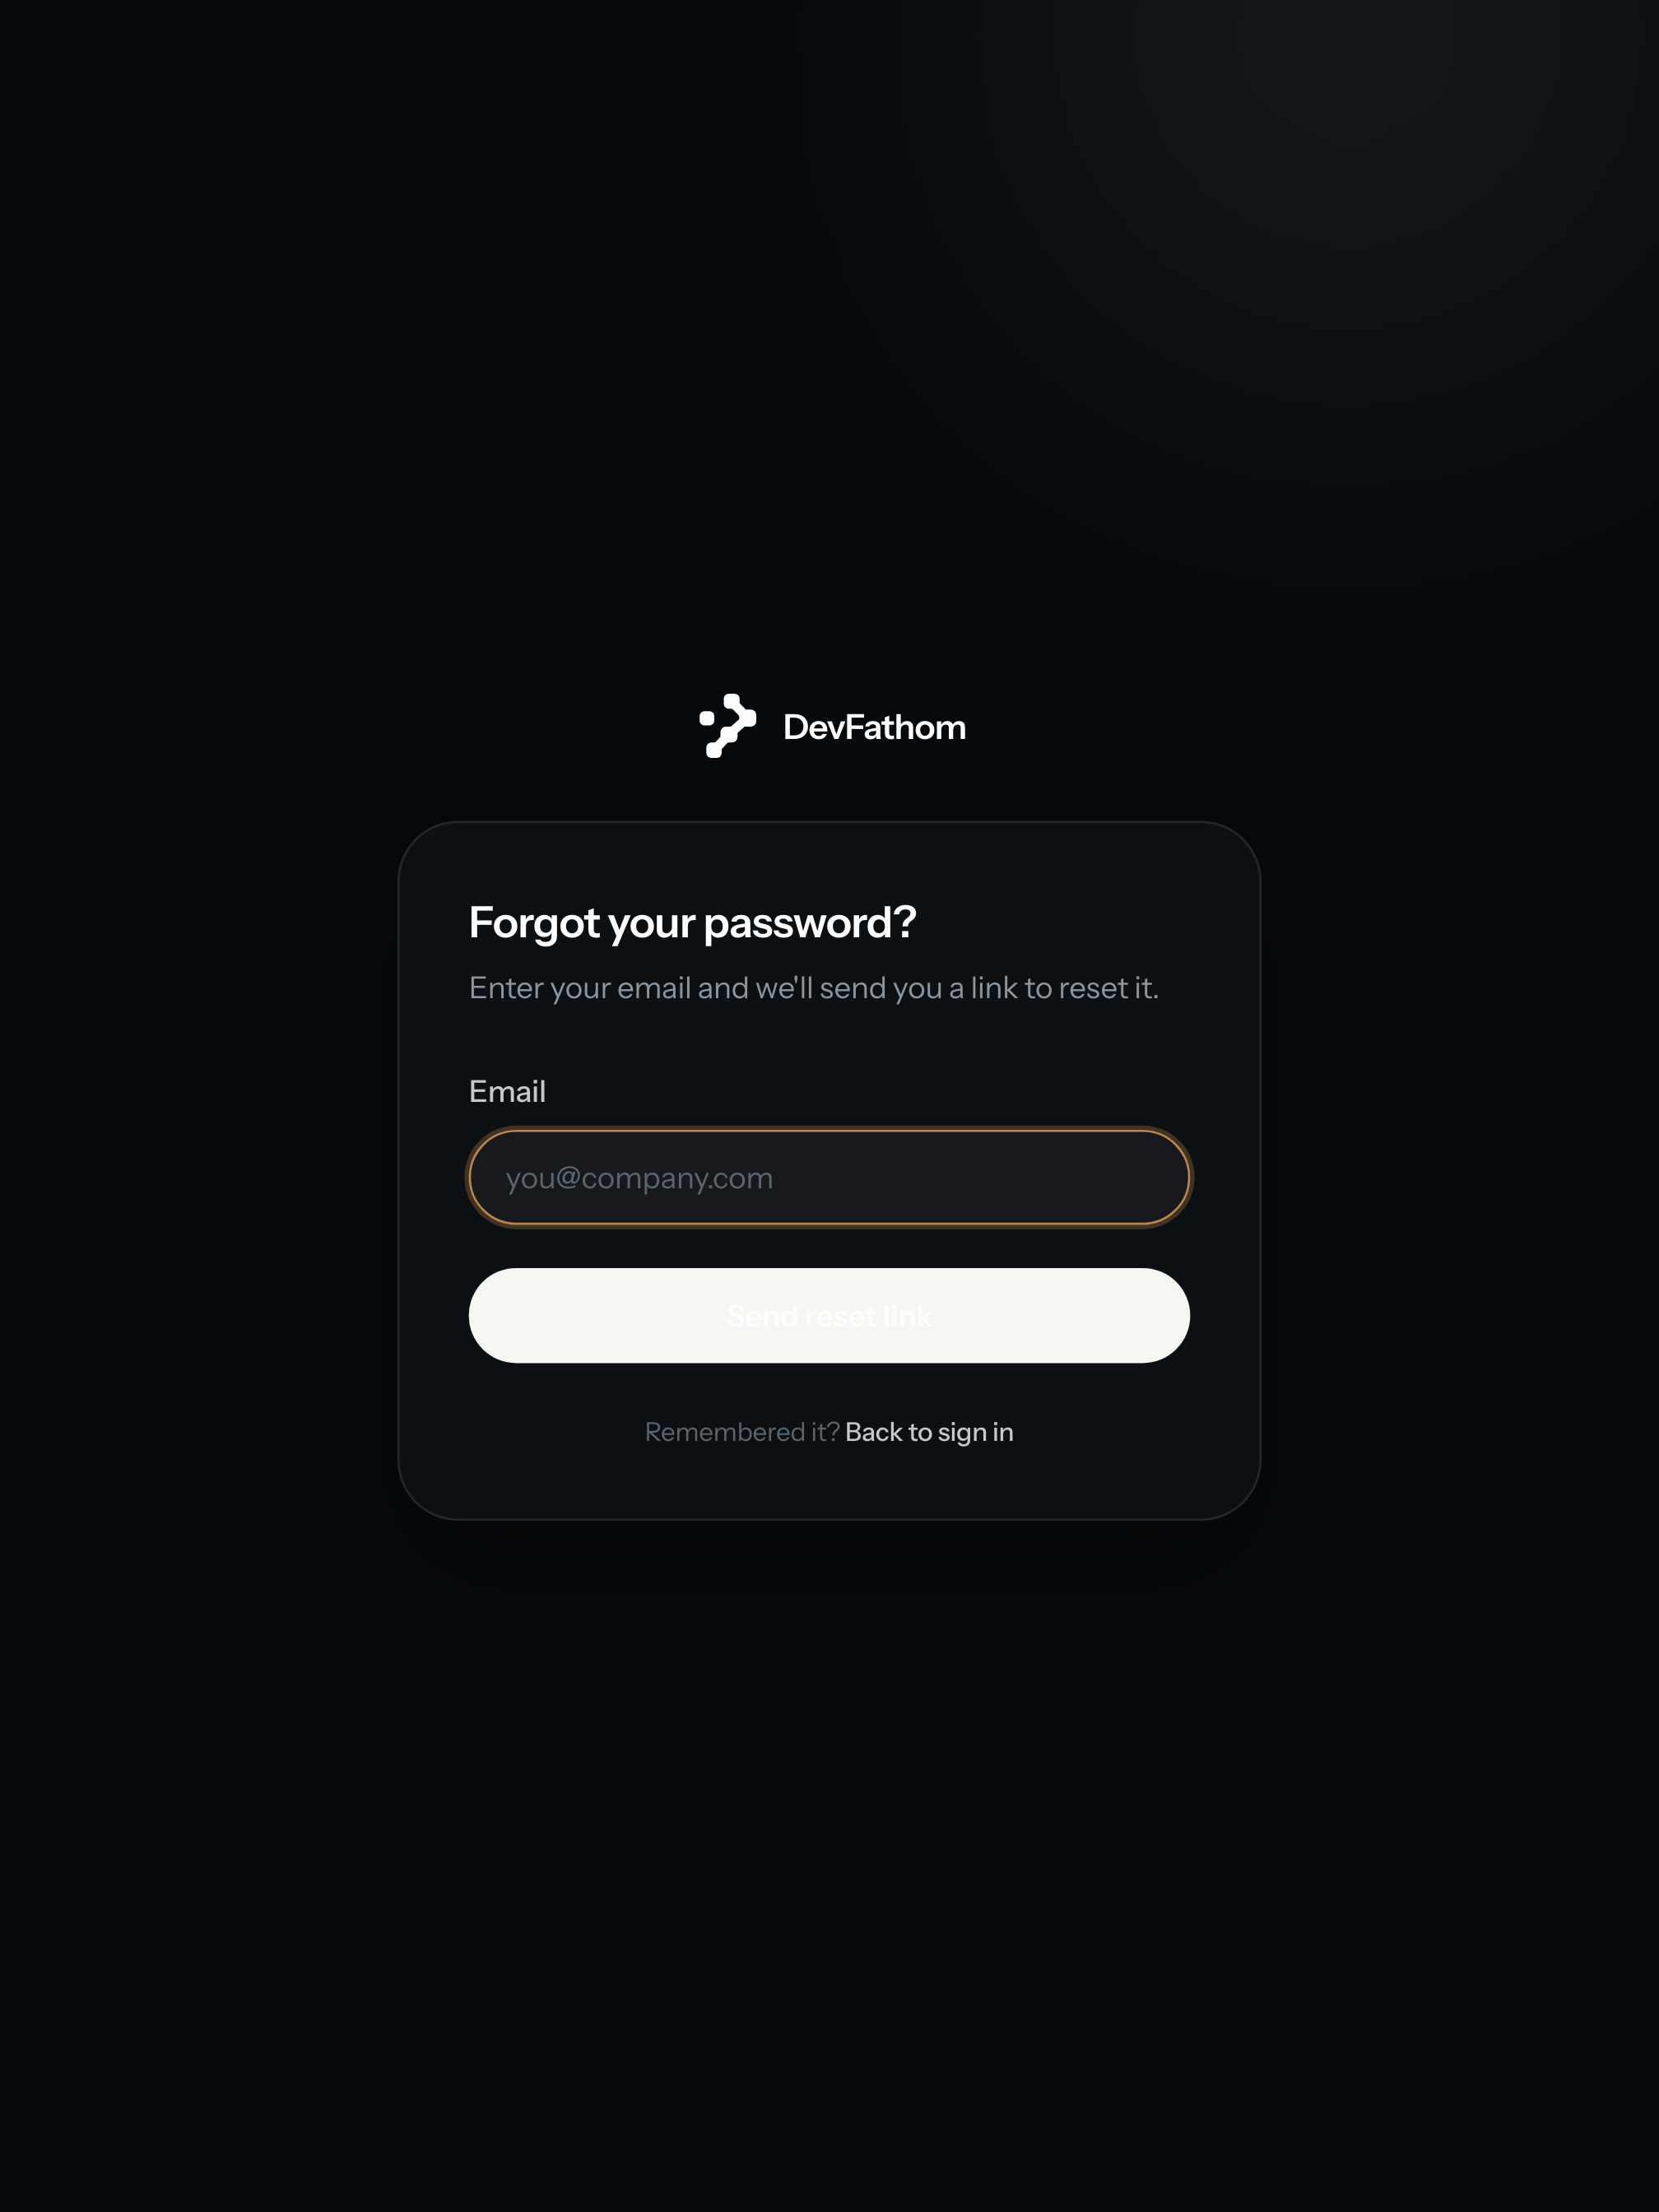 DevFathom
Forgot your password?
Enter your email and we'll send you a link to reset it.
Email
you@company.com
Send reset link
Remembered it? Back to sign in